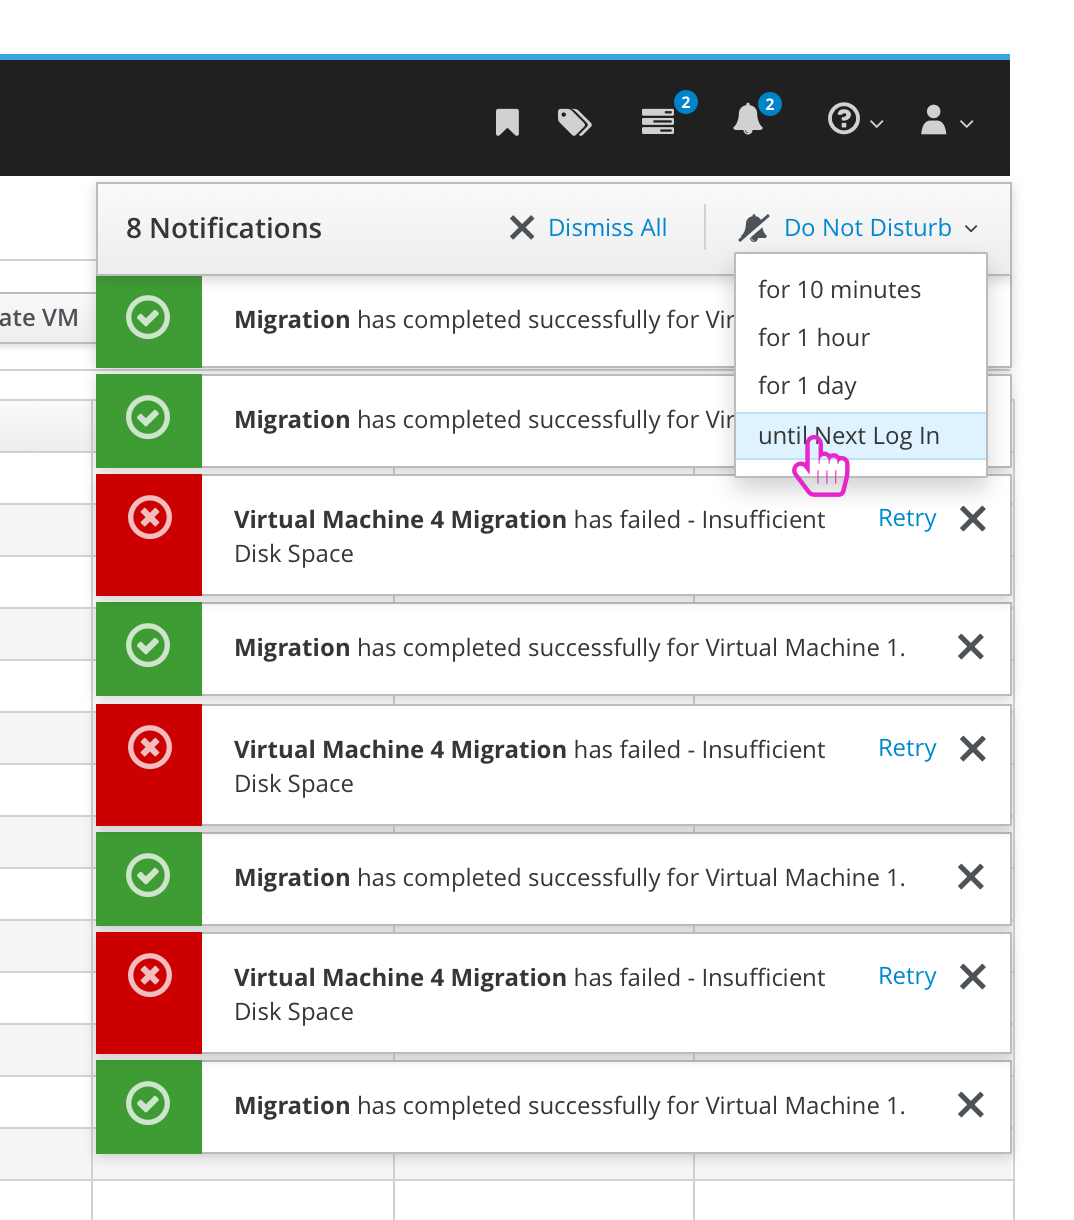 2
2
8 Notifications
Dismiss All
Do Not Disturb
for 10 minutes
for 1 hour
for 1 day
until Next Log In
ate VM
Migration has completed successfully for Vir
Migration has completed successfully for Vir
Virtual Machine 4 Migration has failed - Insufficient
Disk Space
Retry
Migration has completed successfully for Virtual Machine 1.
Virtual Machine 4 Migration has failed - Insufficient
Disk Space
Retry
Migration has completed successfully for Virtual Machine 1.
Virtual Machine 4 Migration has failed - Insufficient
Disk Space
Retry
Migration has completed successfully for Virtual Machine 1.